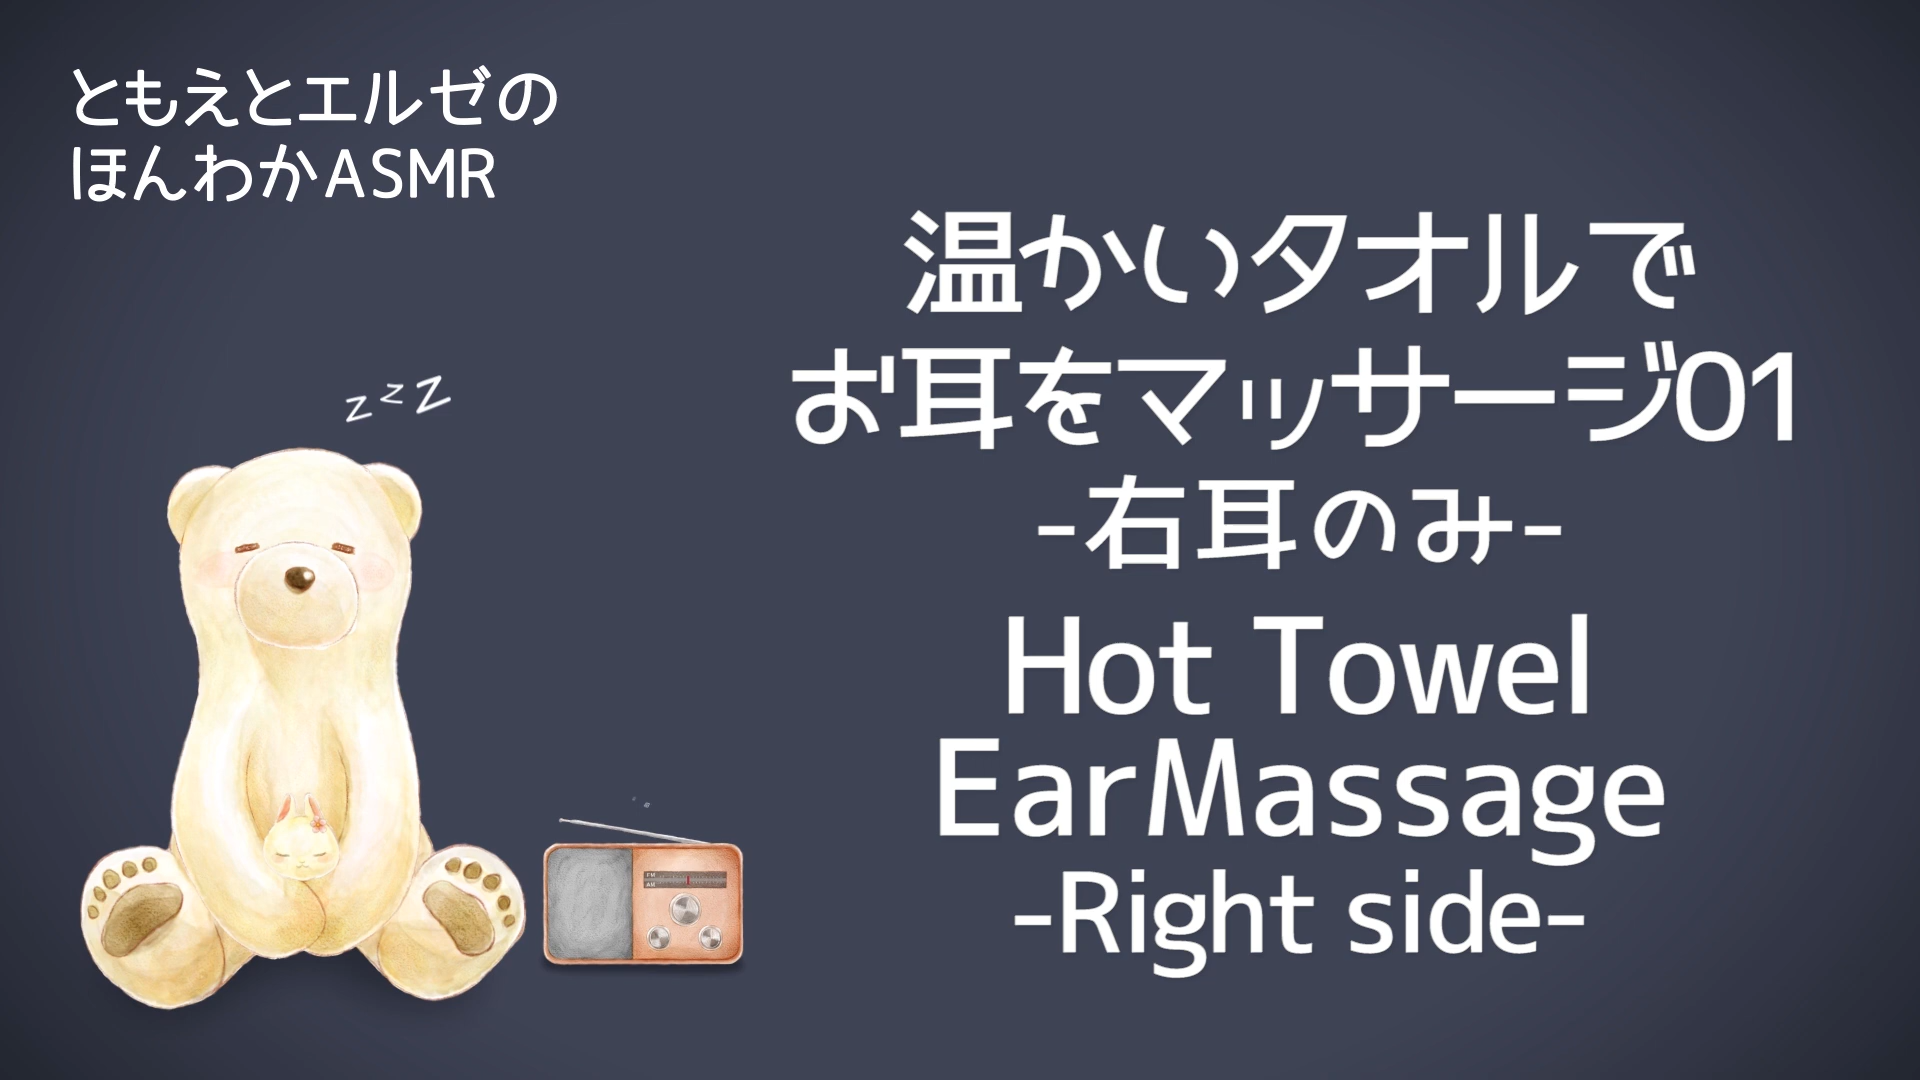 ともえとエルゼの
ほんわかASMR
温かいタオルで
お耳をマッサージ01
-右耳のみ-
Hot Towel
EarMassage
-Right side-
z z Z
FM
AM